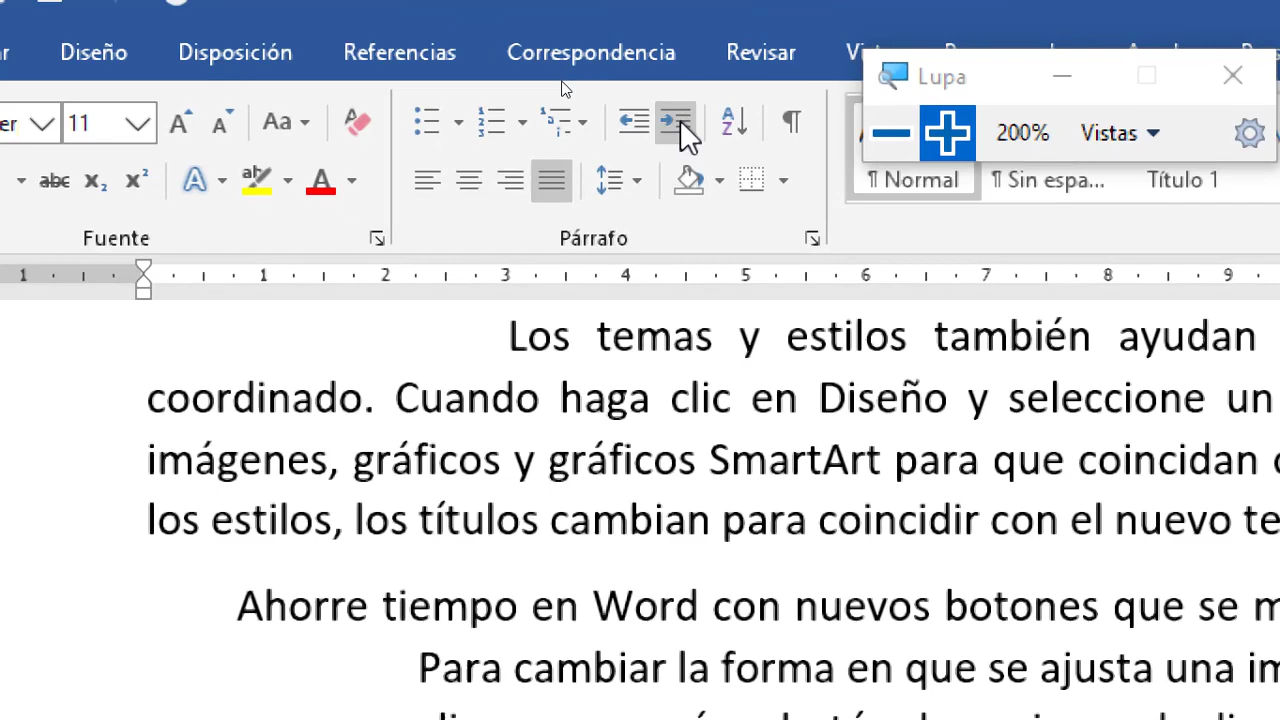 Diseño Disposición Referencias Correspondencia Revisar
Lupa
200% Vistas
11 Aa
abc x₂ x² A ab A
¶ Normal ¶ Sin espa... Título 1
Fuente Párrafo
1 1 2 3 4 5 6 7 8 9
Los temas y estilos también ayudan
coordinado. Cuando haga clic en Diseño y seleccione un
imágenes, gráficos y gráficos SmartArt para que coincidan
los estilos, los títulos cambian para coincidir con el nuevo te
Ahorre tiempo en Word con nuevos botones que se m
Para cambiar la forma en que se ajusta una im